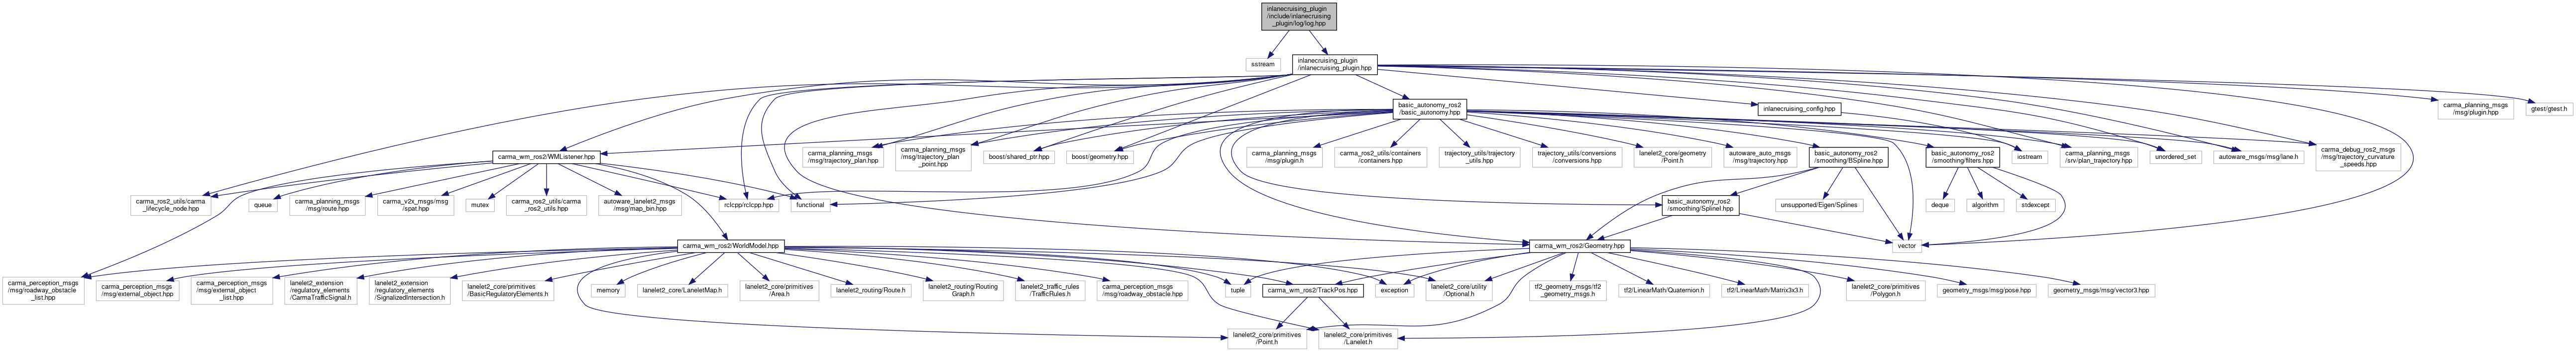 inlanecruising_plugin
/include/inlanecruising
_plugin/log/log.hpp
sstream
inlanecruising_plugin
/inlanecruising_plugin.hpp
basic_autonomy_ros2
/basic_autonomy.hpp
inlanecruising_config.hpp
carma_planning_msgs
/msg/plugin.hpp
gtest/gtest.h
carma_wm_ros2/WMListener.hpp
carma_planning_msgs
/msg/trajectory_plan.hpp
carma_planning_msgs
/msg/trajectory_plan
_point.hpp
boost/shared_ptr.hpp
boost/geometry.hpp
carma_planning_msgs
/msg/plugin.h
carma_ros2_utils/containers
/containers.hpp
trajectory_utils/trajectory
_utils.hpp
trajectory_utils/conversions
/conversions.hpp
lanelet2_core/geometry
/Point.h
autoware_auto_msgs
/msg/trajectory.hpp
basic_autonomy_ros2
/smoothing/BSpline.hpp
basic_autonomy_ros2
/smoothing/filters.hpp
iostream
carma_planning_msgs
/srv/plan_trajectory.hpp
unordered_set
autoware_msgs/msg/lane.h
carma_debug_ros2_msgs
/msg/trajectory_curvature
_speeds.hpp
carma_ros2_utils/carma
_lifecycle_node.hpp
queue
carma_planning_msgs
/msg/route.hpp
carma_v2x_msgs/msg
/spat.hpp
mutex
carma_ros2_utils/carma
_ros2_utils.hpp
autoware_lanelet2_msgs
/msg/map_bin.hpp
rclcpp/rclcpp.hpp
functional
basic_autonomy_ros2
/smoothing/SplineI.hpp
unsupported/Eigen/Splines
deque
algorithm
stdexcept
carma_wm_ros2/WorldModel.hpp
carma_wm_ros2/Geometry.hpp
vector
carma_perception_msgs
/msg/roadway_obstacle
_list.hpp
carma_perception_msgs
/msg/external_object.hpp
carma_perception_msgs
/msg/external_object
_list.hpp
lanelet2_extension
/regulatory_elements
/CarmaTrafficSignal.h
lanelet2_extension
/regulatory_elements
/SignalizedIntersection.h
lanelet2_core/primitives
/BasicRegulatoryElements.h
memory
lanelet2_core/LaneletMap.h
lanelet2_core/primitives
/Area.h
lanelet2_routing/Route.h
lanelet2_routing/Routing
Graph.h
lanelet2_traffic_rules
/TrafficRules.h
carma_perception_msgs
/msg/roadway_obstacle.hpp
tuple
carma_wm_ros2/TrackPos.hpp
exception
lanelet2_core/utility
/Optional.h
tf2_geometry_msgs/tf2
_geometry_msgs.h
tf2/LinearMath/Quaternion.h
tf2/LinearMath/Matrix3x3.h
lanelet2_core/primitives
/Polygon.h
geometry_msgs/msg/pose.hpp
geometry_msgs/msg/vector3.hpp
lanelet2_core/primitives
/Point.h
lanelet2_core/primitives
/Lanelet.h